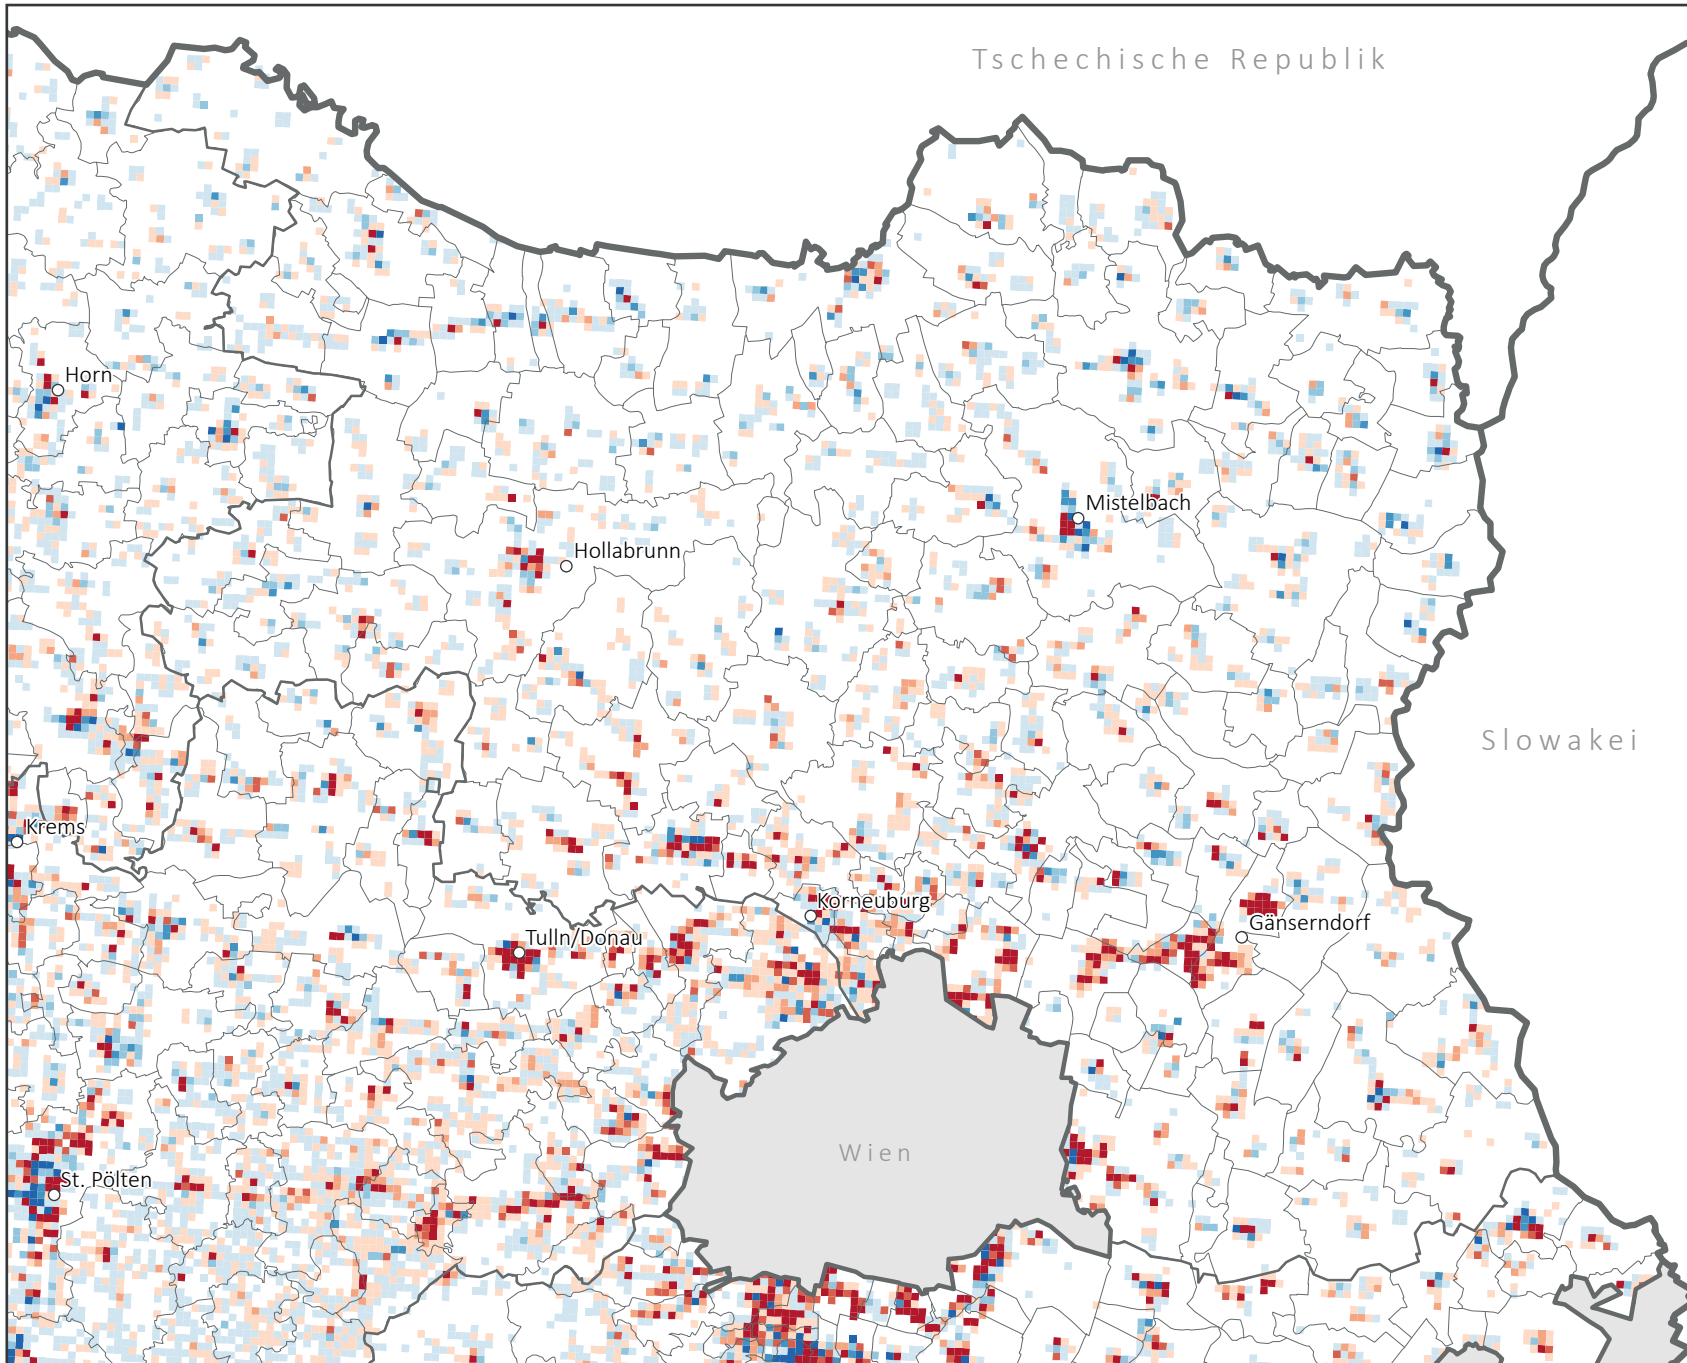 Tschechische Republik
Horn
Mistelbach
Hollabrunn
Slowakei
Krems
Korneuburg
Gänserndorf
Tulln/Donau
Wien
St. Pölten